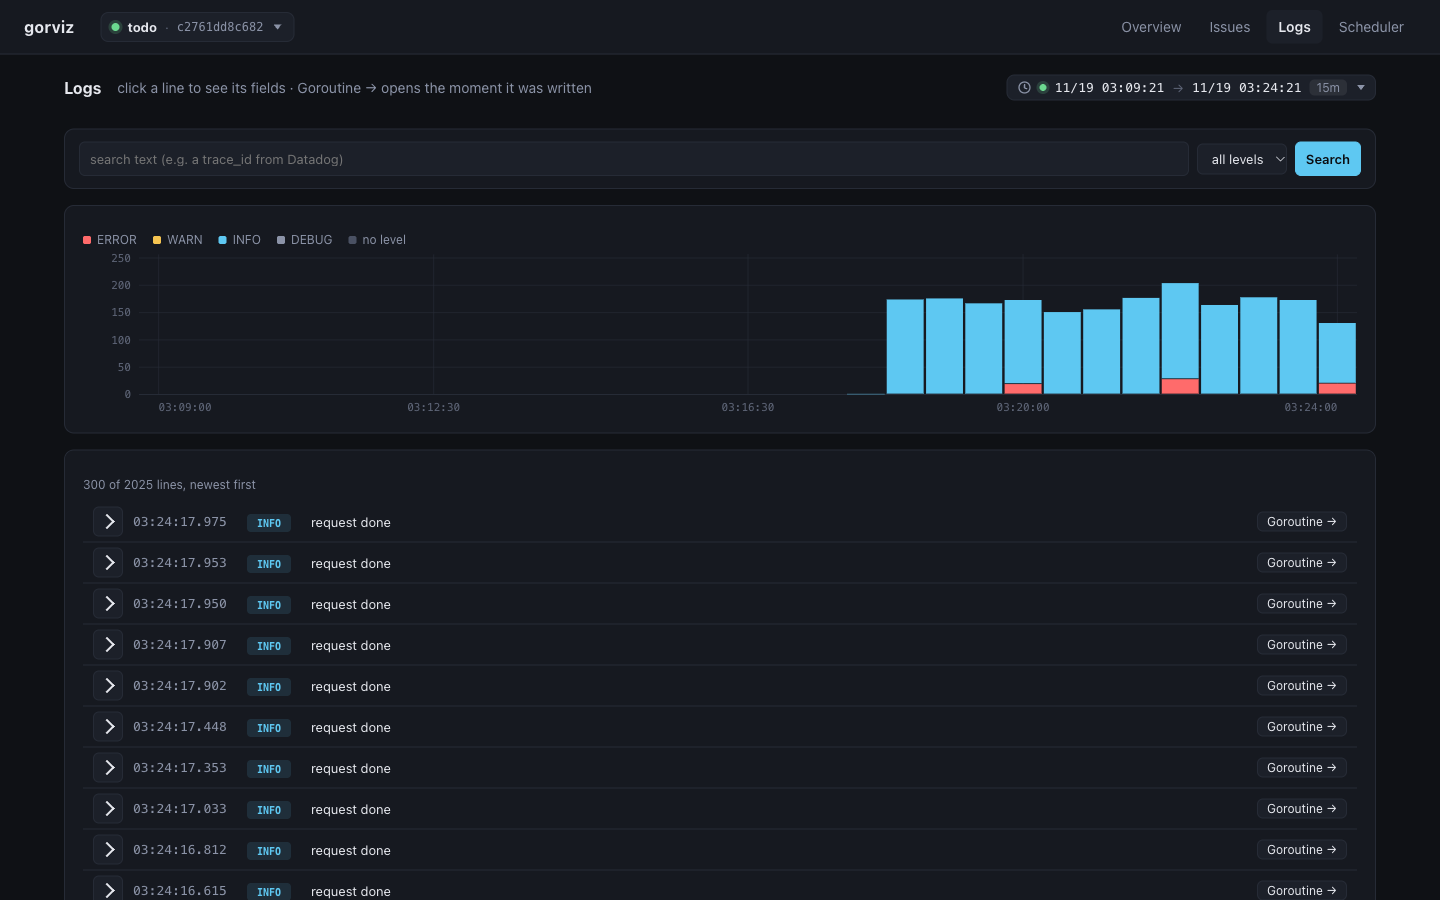 gorviz todo · c2761dd8c682 Overview Issues Logs Scheduler
Logs click a line to see its fields · Goroutine → opens the moment it was written 11/19 03:09:21 → 11/19 03:24:21 15m
search text (e.g. a trace_id from Datadog) all levels Search
ERROR WARN INFO DEBUG no level
250
200
150
100
50
0
03:09:00 03:12:30 03:16:30 03:20:00 03:24:00
300 of 2025 lines, newest first
03:24:17.975 INFO request done Goroutine →
03:24:17.953 INFO request done Goroutine →
03:24:17.950 INFO request done Goroutine →
03:24:17.907 INFO request done Goroutine →
03:24:17.902 INFO request done Goroutine →
03:24:17.448 INFO request done Goroutine →
03:24:17.353 INFO request done Goroutine →
03:24:17.033 INFO request done Goroutine →
03:24:16.812 INFO request done Goroutine →
03:24:16.615 INFO request done Goroutine →